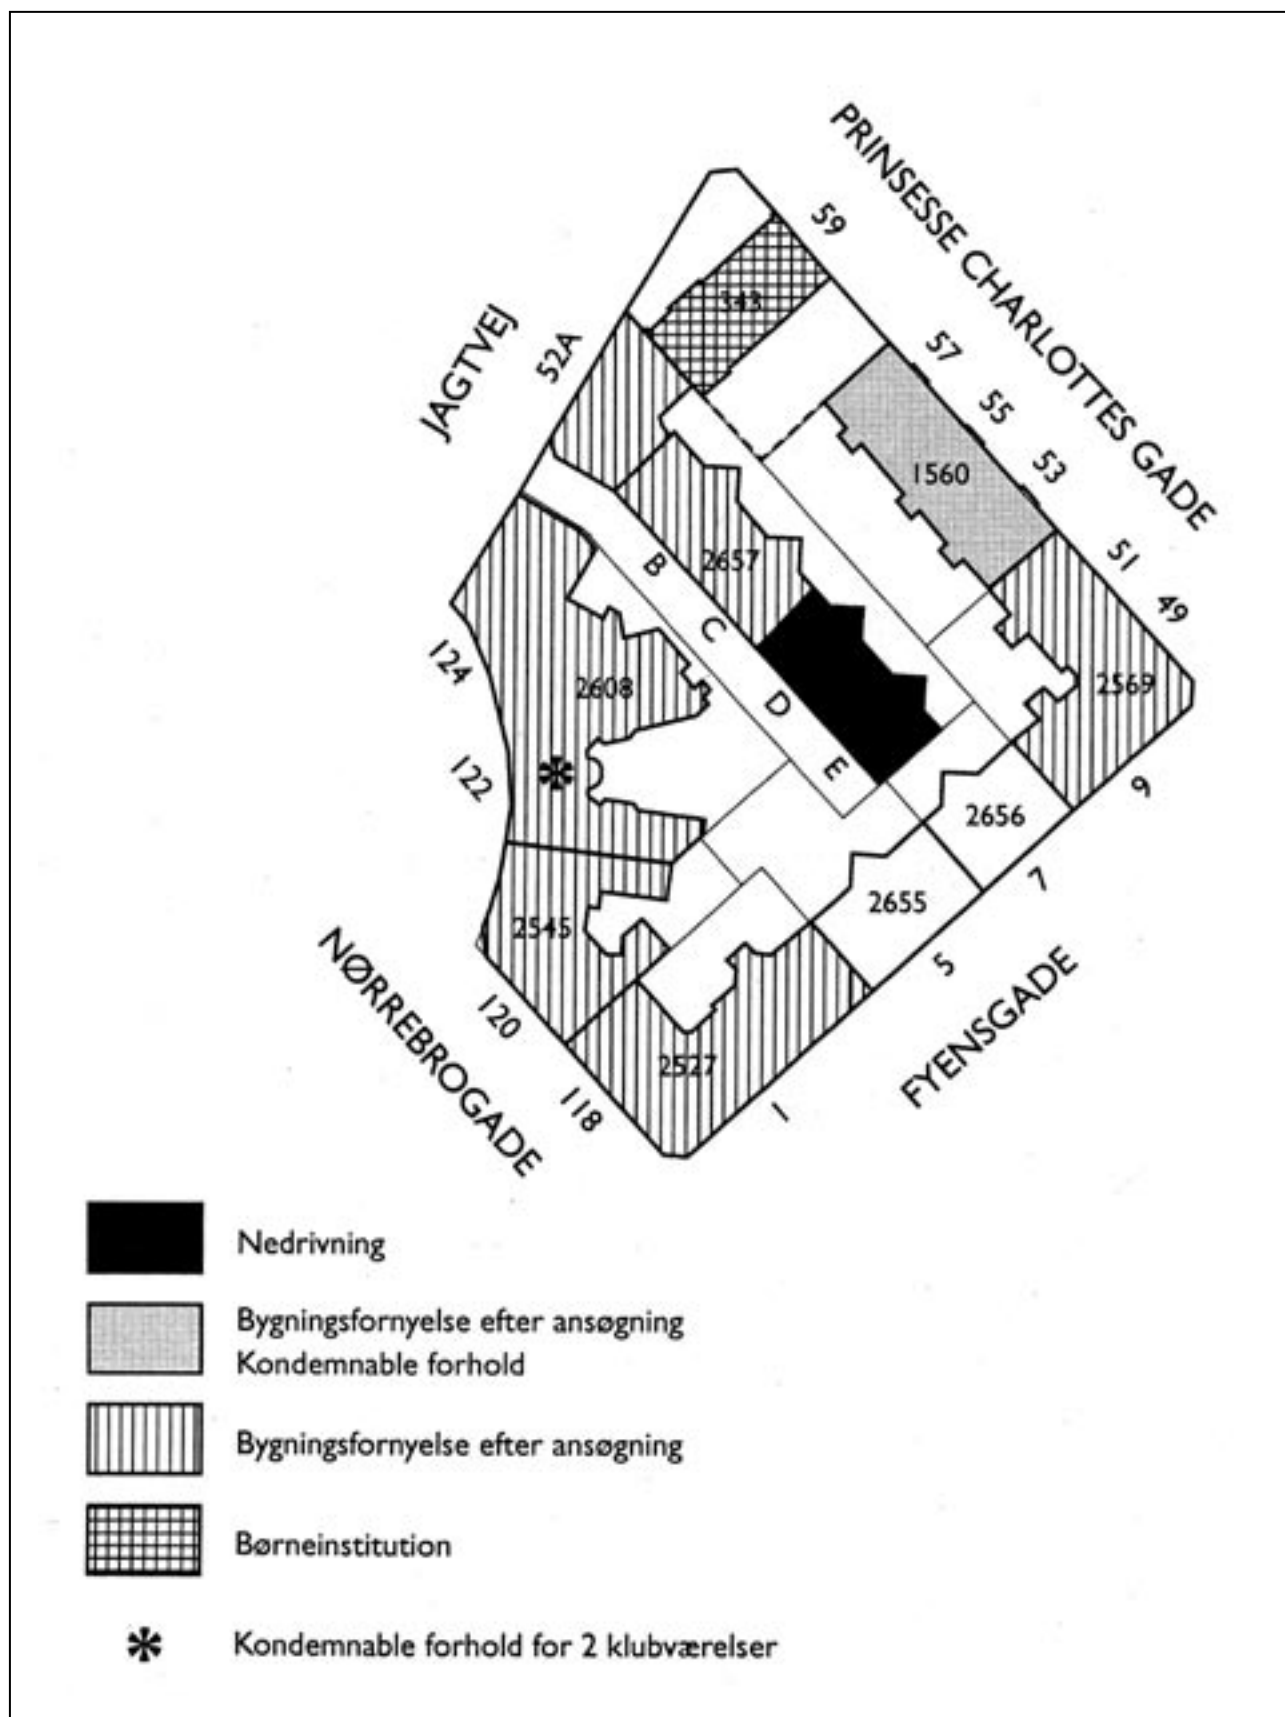 PRINSESSE CHARLOTTES GADE
59
57
55
53
51
49
JAGTVEJ
52A
343
1560
2657
B
C
D
E
2608
2569
124
122
2656
2655
2545
9
7
5
1
NØRREBROGADE
120
118
2527
FYENSGADE
Nedrivning
Bygningsfornyelse efter ansøgning
Kondemnable forhold
Bygningsfornyelse efter ansøgning
Børneinstitution
Kondemnable forhold for 2 klubværelser